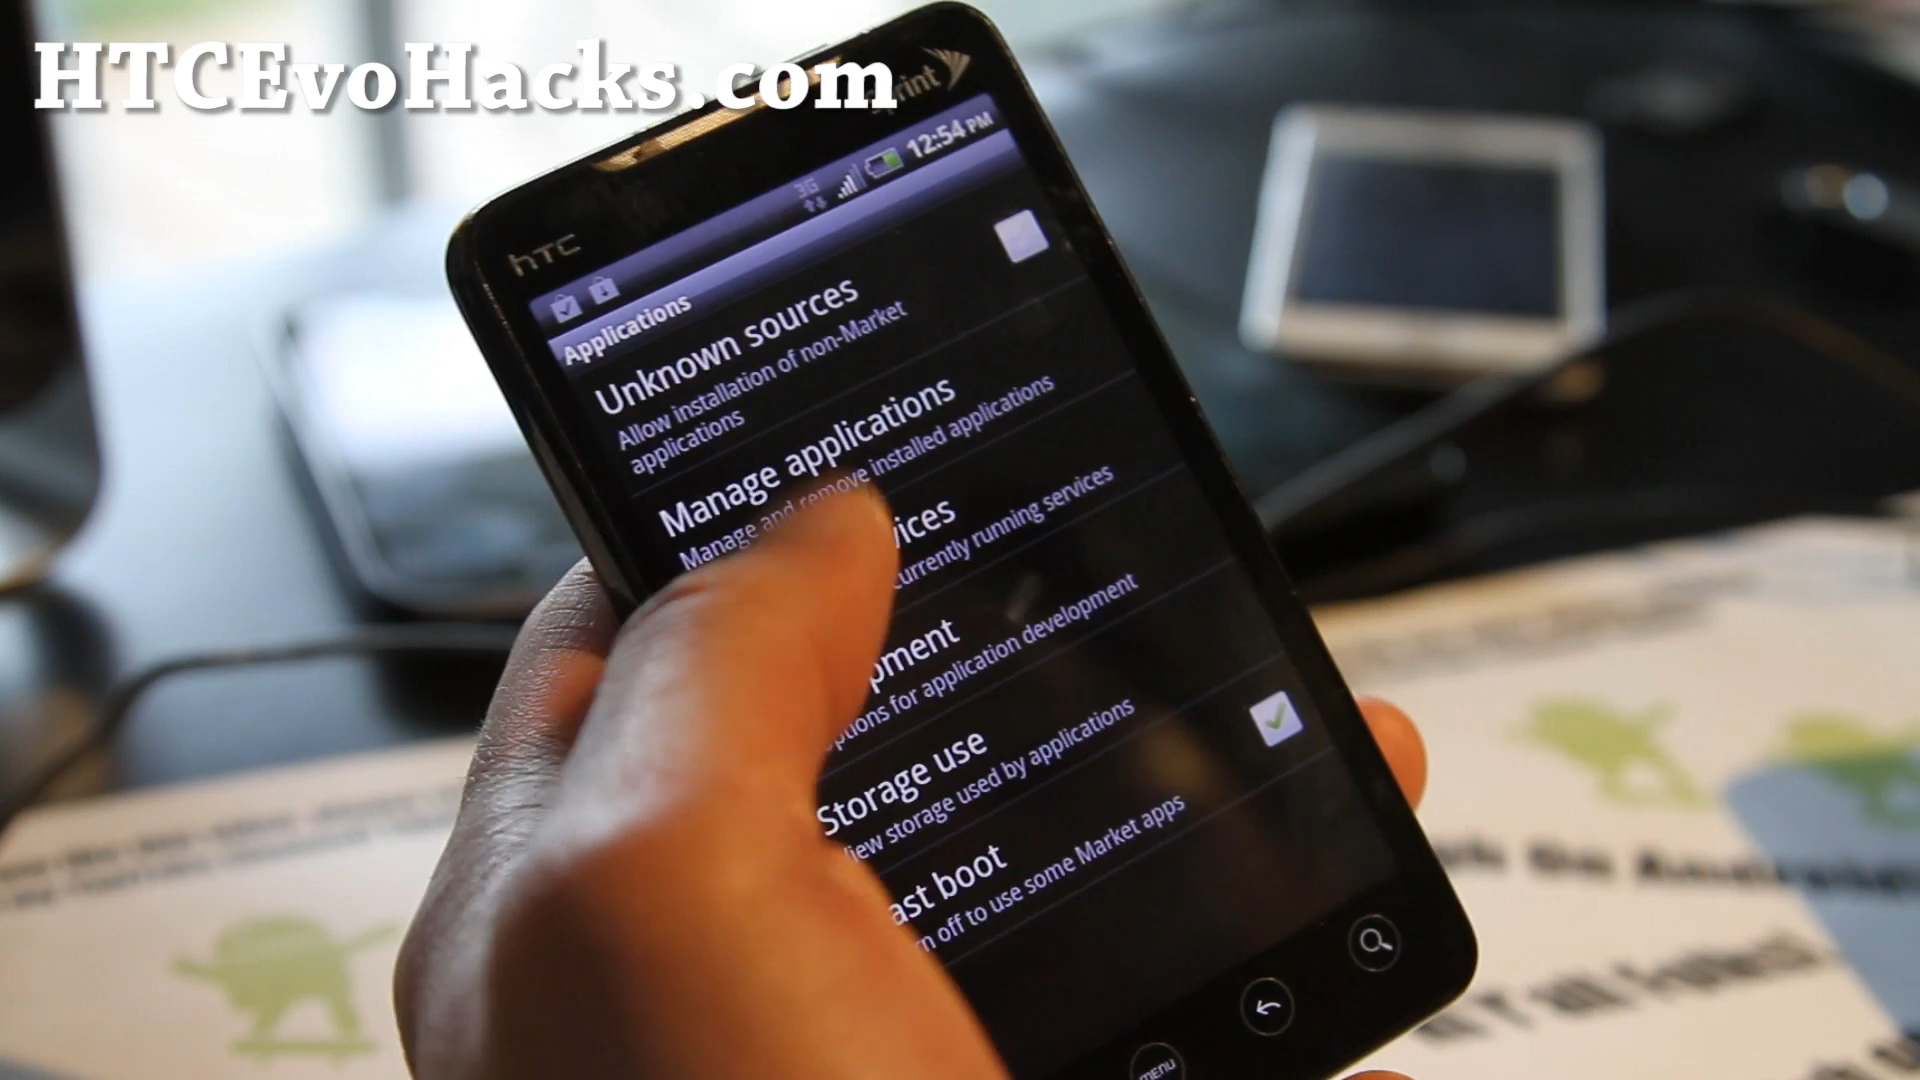 HTCEvoHacks.com
sprint
hTC
3G
12:54 PM
Applications
Unknown sources
Allow installation of non-Market
applications
Manage applications
Manage and remove installed applications
vices
currently running services
pment
ptions for application development
Storage use
iew storage used by applications
ast boot
rn off to use some Market apps
menu